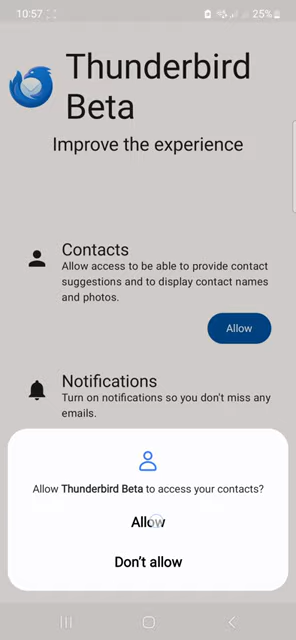 10:57
25%
Thunderbird
Beta
Improve the experience
Contacts
Allow access to be able to provide contact
suggestions and to display contact names
and photos.
Allow
Notifications
Turn on notifications so you don't miss any
emails.
Allow Thunderbird Beta to access your contacts?
Allow
Don't allow